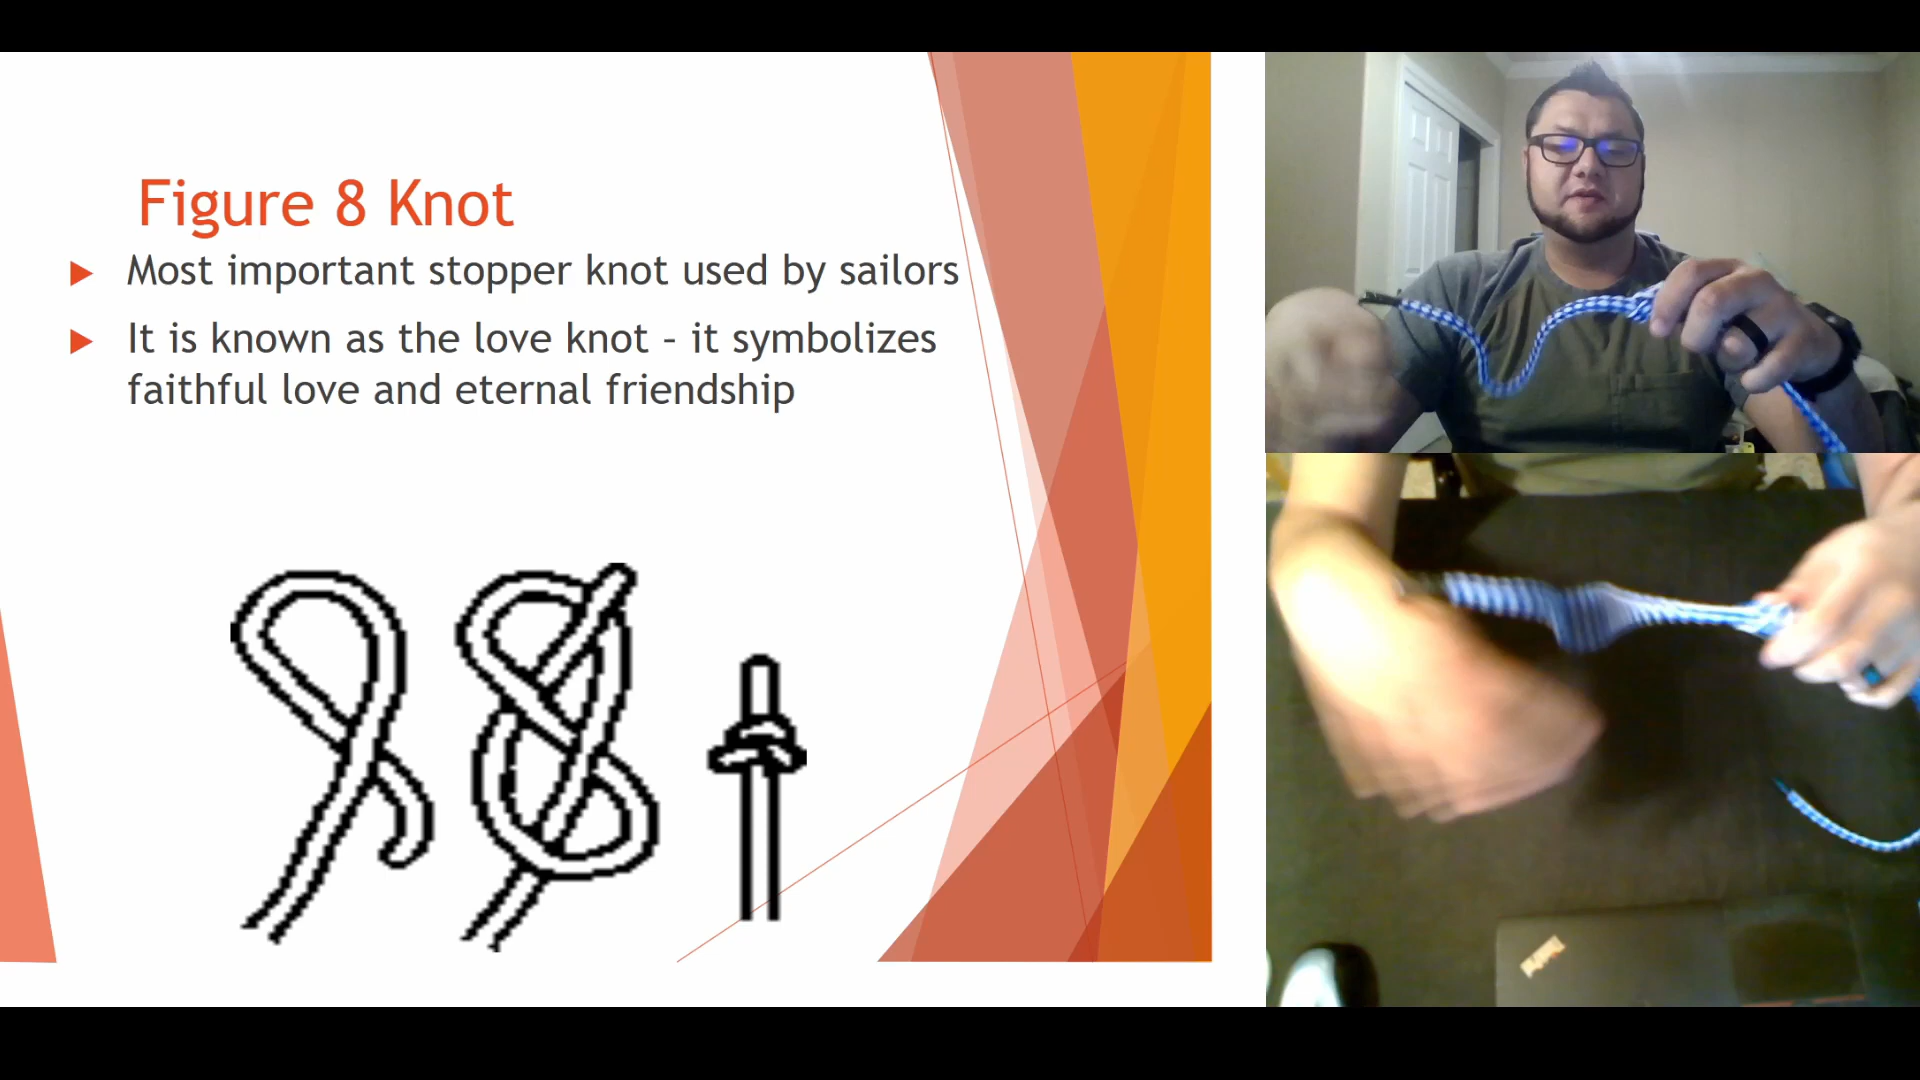 Figure 8 Knot
Most important stopper knot used by sailors
It is known as the love knot - it symbolizes
faithful love and eternal friendship